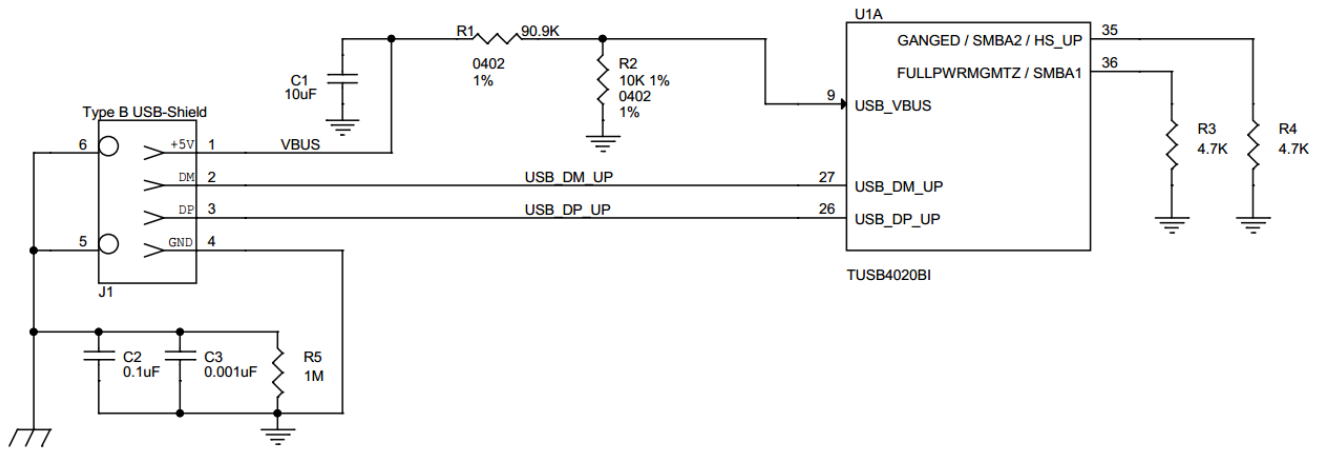 U1A
R1 90.9K
0402
1%
R2
10K 1%
0402
1%
C1
10uF
GANGED / SMBA2 / HS_UP 35
FULLPWRMGMTZ / SMBA1 36
9 USB_VBUS
R3
4.7K
R4
4.7K
Type B USB-Shield
6 +5V 1 VBUS
DM 2 USB_DM_UP 27 USB_DM_UP
DP 3 USB_DP_UP 26 USB_DP_UP
5 GND 4
J1
TUSB4020BI
C2
0.1uF
C3
0.001uF
R5
1M